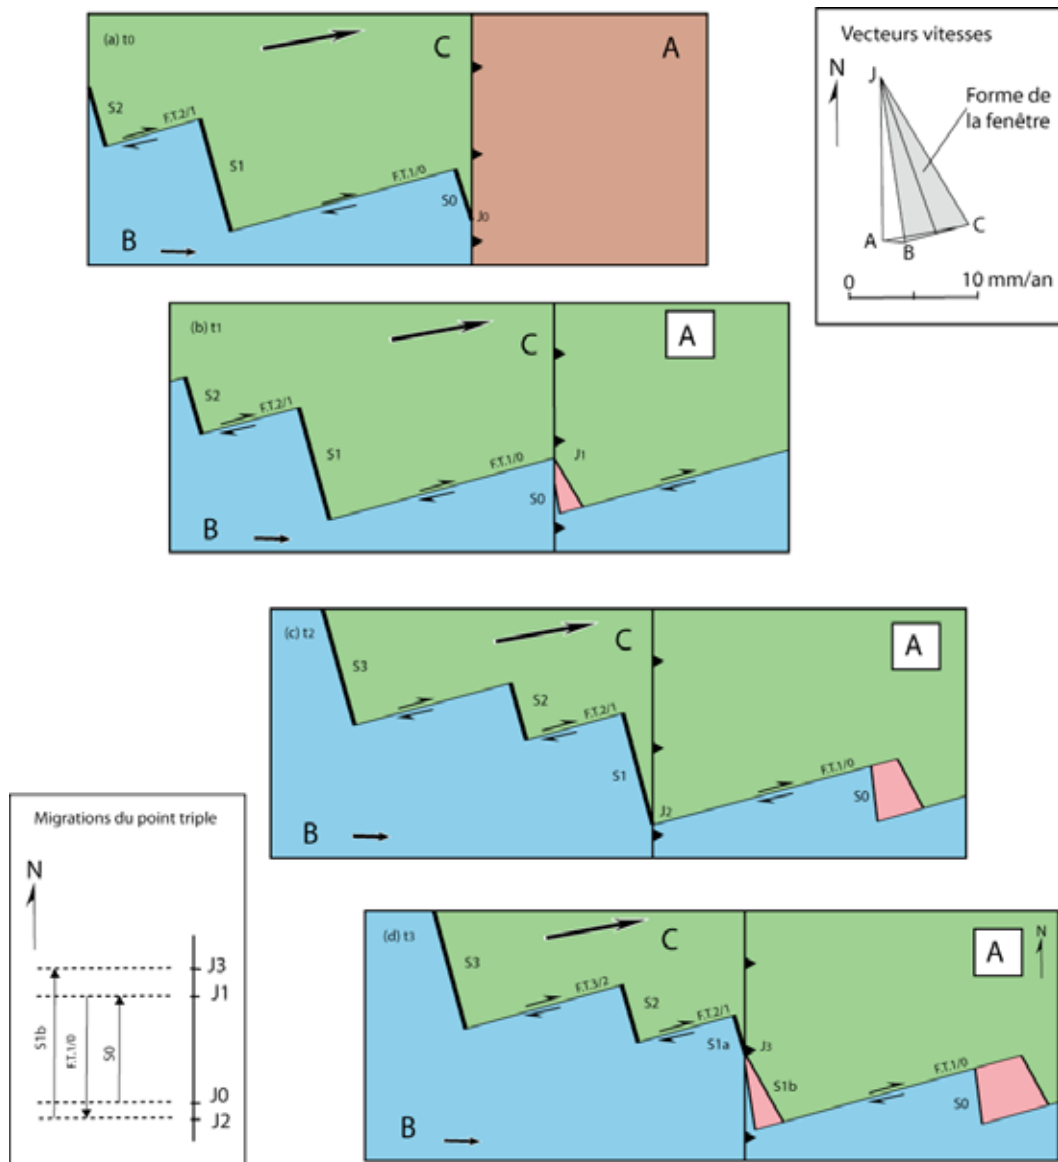 (a) t0
C
A
S2
F.T.2/1
S1
F.T.1/0
S0
J0
B
Vecteurs vitesses
N
J
Forme de
la fenêtre
A
B
C
0
10 mm/an
(b) t1
C
A
S2
F.T.2/1
S1
F.T.1/0
J1
S0
B
(c) t2
C
A
S3
S2
F.T.2/1
S1
F.T.1/0
S0
J2
B
Migrations du point triple
N
J3
J1
S1b
F.T.1/0
S0
J0
J2
(d) t3
C
A
N
S3
F.T.3/2
S2
F.T.2/1
S1a
J3
S1b
F.T.1/0
S0
B